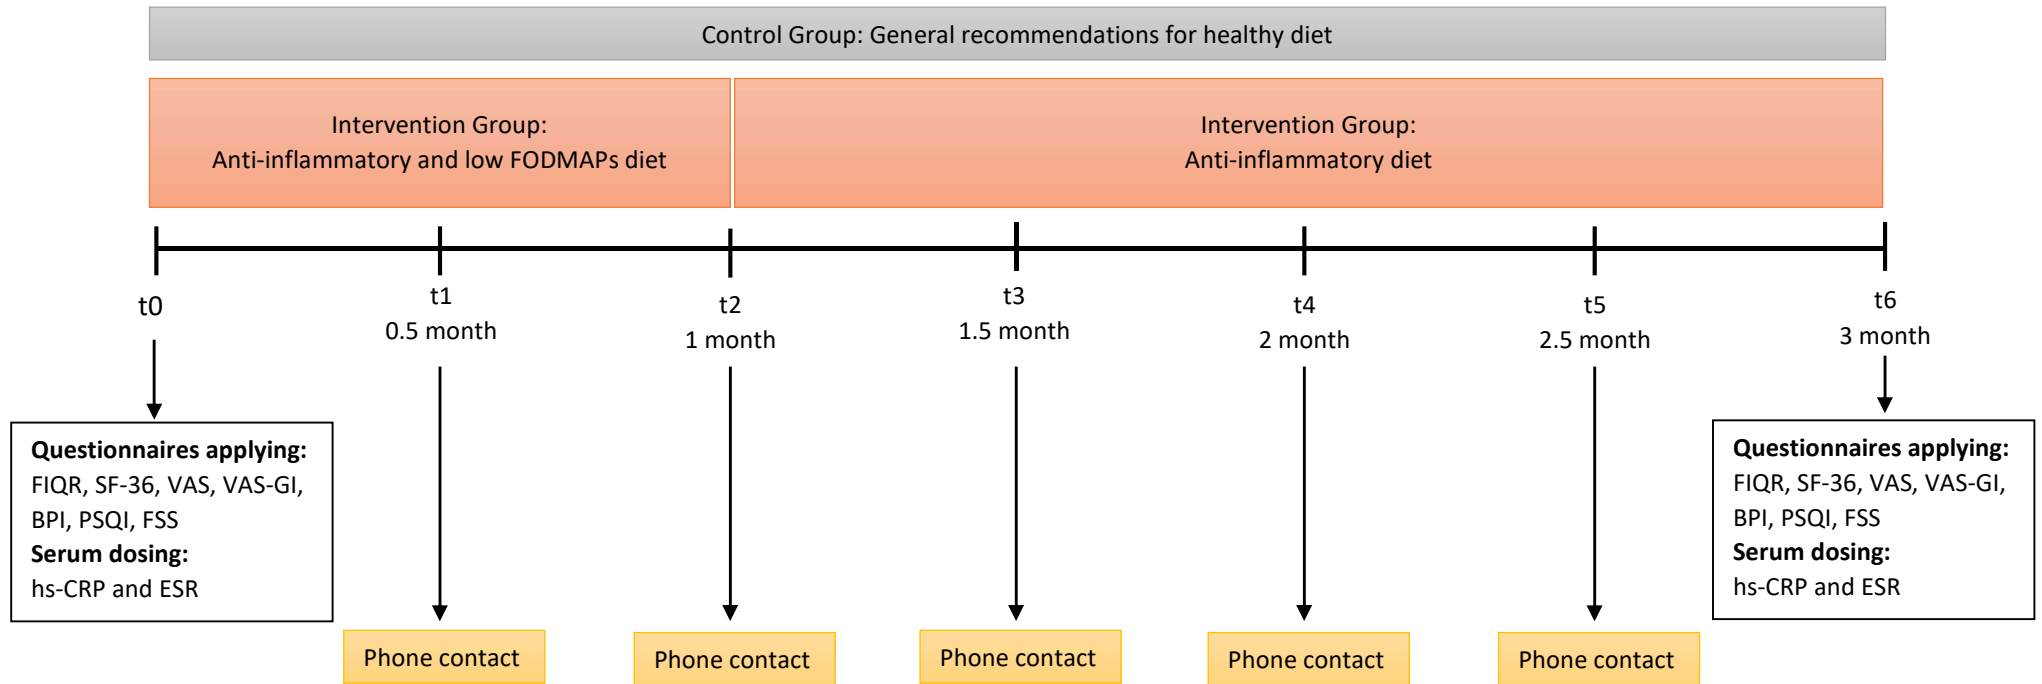 Control Group: General recommendations for healthy diet
Intervention Group:
Anti-inflammatory and low FODMAPs diet
Intervention Group:
Anti-inflammatory diet
t0
t1
0.5 month
t2
1 month
t3
1.5 month
t4
2 month
t5
2.5 month
t6
3 month
Questionnaires applying:
FIQR, SF-36, VAS, VAS-GI,
BPI, PSQI, FSS
Serum dosing:
hs-CRP and ESR
Phone contact
Phone contact
Phone contact
Phone contact
Phone contact
Questionnaires applying:
FIQR, SF-36, VAS, VAS-GI,
BPI, PSQI, FSS
Serum dosing:
hs-CRP and ESR